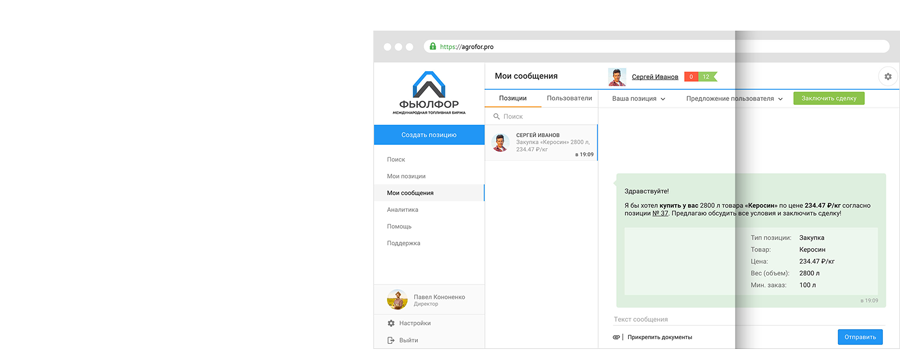 https://agrofor.pro
ФЬЮЛФОР
МЕЖДУНАРОДНАЯ ТОПЛИВНАЯ БИРЖА
Создать позицию
Поиск
Мои позиции
Мои сообщения
Аналитика
Помощь
Поддержка
Павел Кононенко
Директор
Настройки
Выйти
Мои сообщения
Сергей Иванов 0 12
Позиции Пользователи
Поиск
СЕРГЕЙ ИВАНОВ
Закупка «Керосин» 2800 л,
234.47 ₽/кг
в 19:09
Ваша позиция Предложение пользователя Заключить сделку
Здравствуйте!
Я бы хотел купить у вас 2800 л товара «Керосин» по цене 234.47 ₽/кг согласно
позиции № 37. Предлагаю обсудить все условия и заключить сделку!
Тип позиции: Закупка
Товар: Керосин
Цена: 234.47 ₽/кг
Вес (объем): 2800 л
Мин. заказ: 100 л
в 19:09
Текст сообщения
Прикрепить документы
Отправить